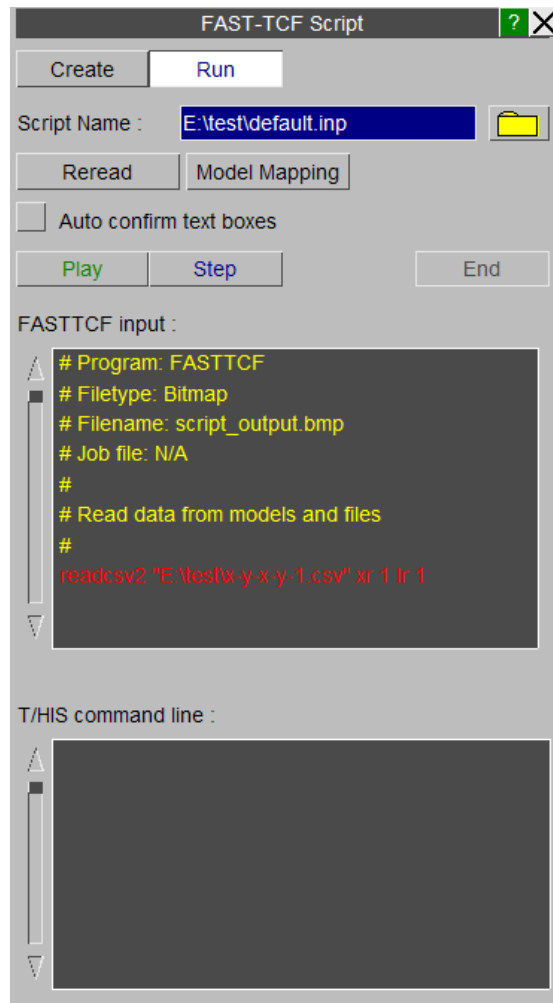 FAST-TCF Script ? X
Create Run
Script Name : E:\test\default.inp
Reread Model Mapping
Auto confirm text boxes
Play Step End
FASTTCF input :
# Program: FASTTCF
# Filetype: Bitmap
# Filename: script_output.bmp
# Job file: N/A
#
# Read data from models and files
#
readcsv2 "E:\test\x-y-x-y-1.csv" xr 1 lr 1
T/HIS command line :